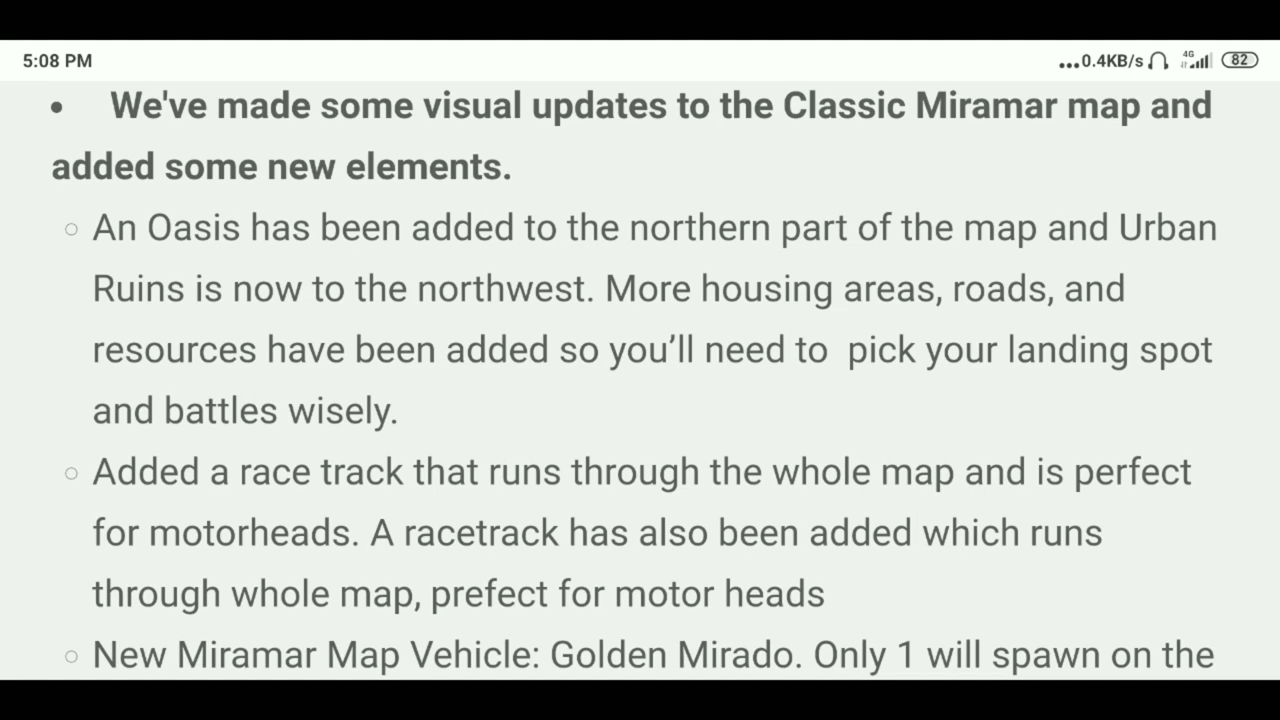 5:08 PM
...0.4KB/s 4G 82
• We've made some visual updates to the Classic Miramar map and
added some new elements.
○ An Oasis has been added to the northern part of the map and Urban
Ruins is now to the northwest. More housing areas, roads, and
resources have been added so you’ll need to  pick your landing spot
and battles wisely.
○ Added a race track that runs through the whole map and is perfect
for motorheads. A racetrack has also been added which runs
through whole map, prefect for motor heads
○ New Miramar Map Vehicle: Golden Mirado. Only 1 will spawn on the